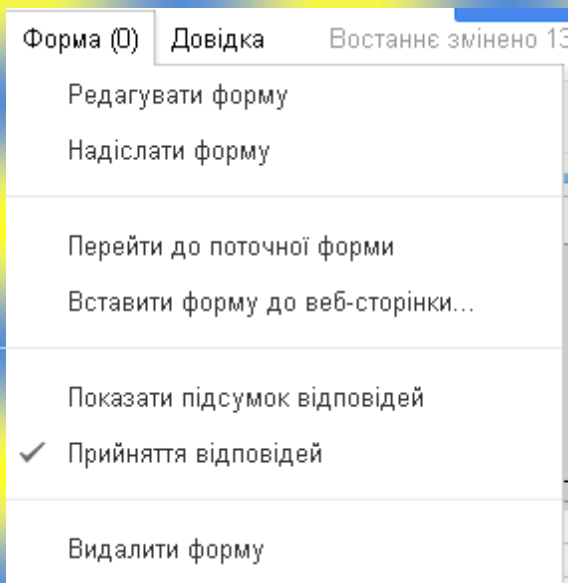 Форма (0) Довідка Востаннє змінено 13
Редагувати форму
Надіслати форму
Перейти до поточної форми
Вставити форму до веб-сторінки...
Показати підсумок відповідей
Прийняття відповідей
Видалити форму